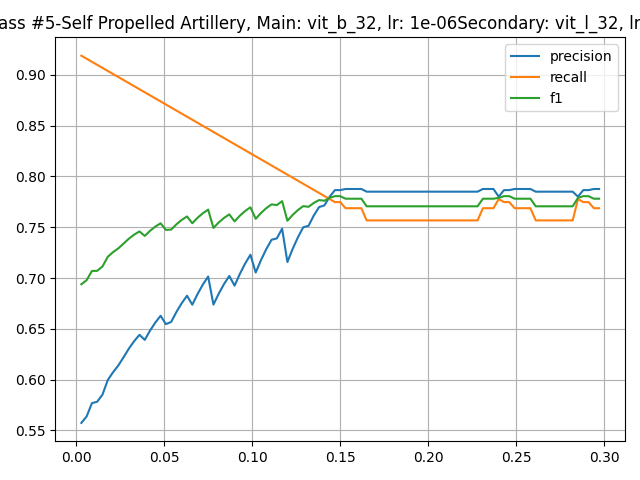 ass #5-Self Propelled Artillery, Main: vit_b_32, lr: 1e-06Secondary: vit_l_32, lr
precision
recall
f1
0.90
0.85
0.80
0.75
0.70
0.65
0.60
0.55
0.00 0.05 0.10 0.15 0.20 0.25 0.30